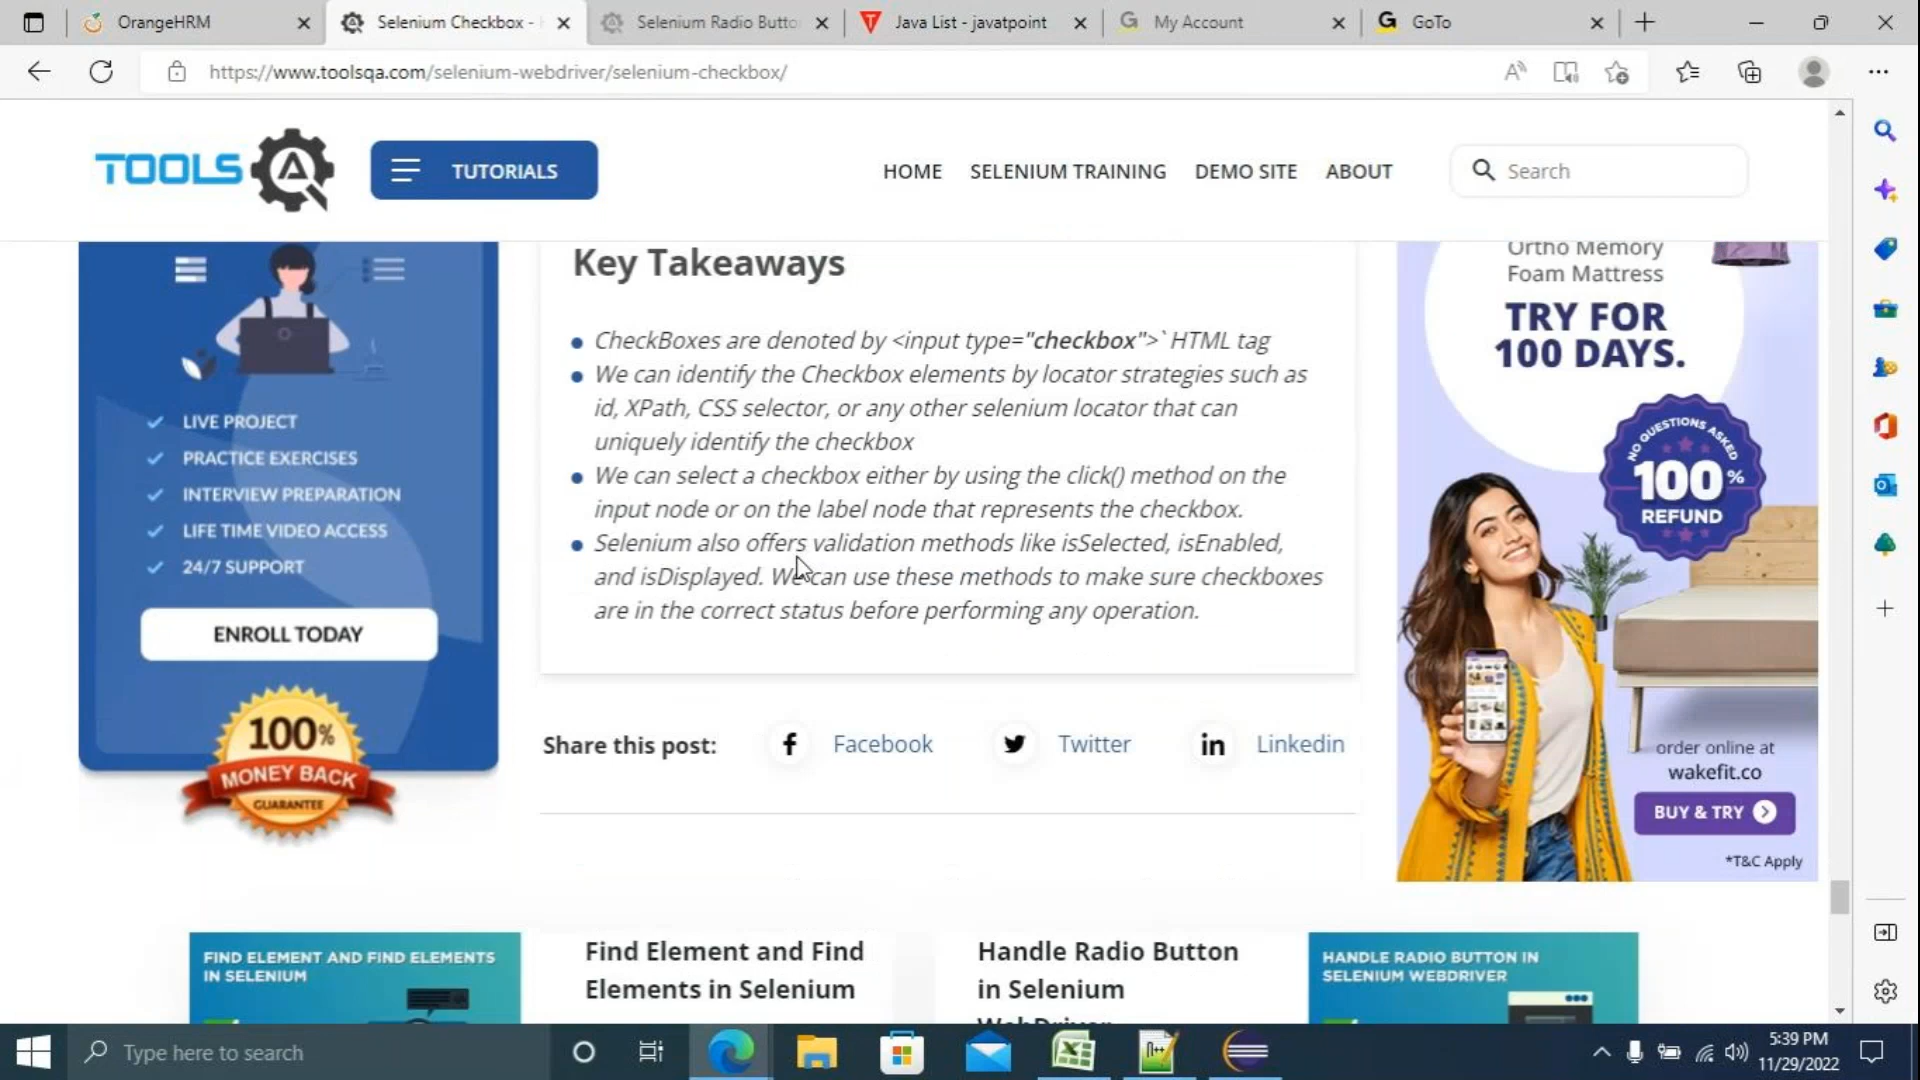 OrangeHRM
Selenium Checkbox -
Selenium Radio Butto
Java List - javatpoint
My Account
GoTo
https://www.toolsqa.com/selenium-webdriver/selenium-checkbox/
TOOLS QA
TUTORIALS
HOME
SELENIUM TRAINING
DEMO SITE
ABOUT
Search
LIVE PROJECT
PRACTICE EXERCISES
INTERVIEW PREPARATION
LIFE TIME VIDEO ACCESS
24/7 SUPPORT
ENROLL TODAY
100%
MONEY BACK
GUARANTEE
Key Takeaways
CheckBoxes are denoted by <input type="checkbox">` HTML tag
We can identify the Checkbox elements by locator strategies such as
id, XPath, CSS selector, or any other selenium locator that can
uniquely identify the checkbox
We can select a checkbox either by using the click() method on the
input node or on the label node that represents the checkbox.
Selenium also offers validation methods like isSelected, isEnabled,
and isDisplayed. We can use these methods to make sure checkboxes
are in the correct status before performing any operation.
Share this post:
Facebook
Twitter
Linkedin
Ortho Memory
Foam Mattress
TRY FOR
100 DAYS.
NO QUESTIONS ASKED
100%
REFUND
order online at
wakefit.co
BUY & TRY
*T&C Apply
FIND ELEMENT AND FIND ELEMENTS
IN SELENIUM
Find Element and Find
Elements in Selenium
Handle Radio Button
in Selenium
WebDriver
HANDLE RADIO BUTTON IN
SELENIUM WEBDRIVER
Type here to search
5:39 PM
11/29/2022